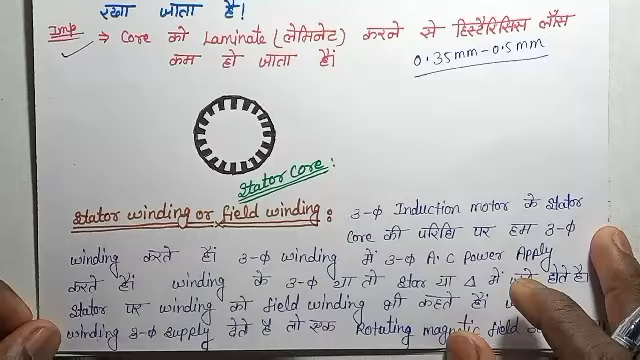 रखा जाता है!
Imp → Core को Laminate (लेमिनेट) करने से हिस्टैरिसिस लौस
कम हो जाता हैं। 0.35mm-0.5mm
Stator Core:
Stator winding or field winding: 3-ϕ Induction motor के Stator
Core की परिधि पर हम 3-ϕ
winding करते हैं। 3-ϕ winding में 3-ϕ A.C Power Apply
करते हैं। winding के 3-ϕ या तो Star या Δ में होते हैं।
Stator पर winding को field winding भी कहते हैं।
winding 3-ϕ Supply देते है तो एक Rotating magnetic field